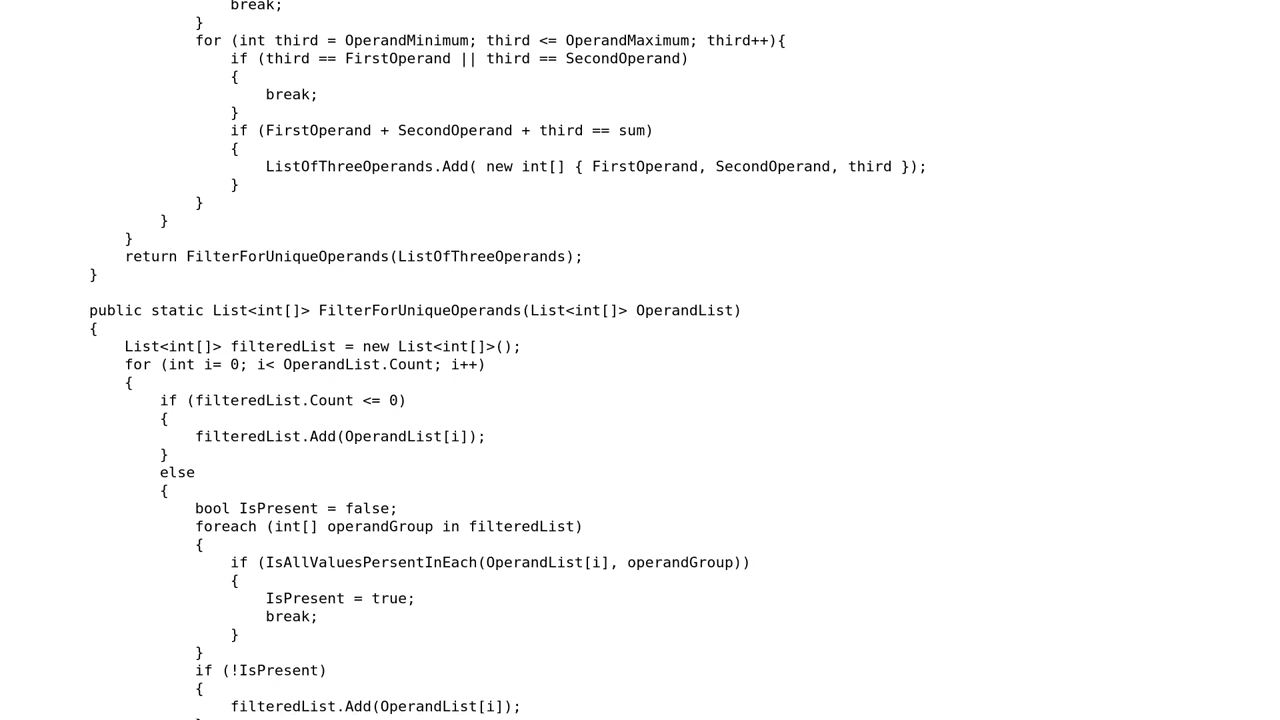 break;
}
for (int third = OperandMinimum; third <= OperandMaximum; third++){
if (third == FirstOperand || third == SecondOperand)
{
break;
}
if (FirstOperand + SecondOperand + third == sum)
{
ListOfThreeOperands.Add( new int[] { FirstOperand, SecondOperand, third });
}
}
}
}
return FilterForUniqueOperands(ListOfThreeOperands);
}
public static List<int[]> FilterForUniqueOperands(List<int[]> OperandList)
{
List<int[]> filteredList = new List<int[]>();
for (int i= 0; i< OperandList.Count; i++)
{
if (filteredList.Count <= 0)
{
filteredList.Add(OperandList[i]);
}
else
{
bool IsPresent = false;
foreach (int[] operandGroup in filteredList)
{
if (IsAllValuesPersentInEach(OperandList[i], operandGroup))
{
IsPresent = true;
break;
}
}
if (!IsPresent)
{
filteredList.Add(OperandList[i]);